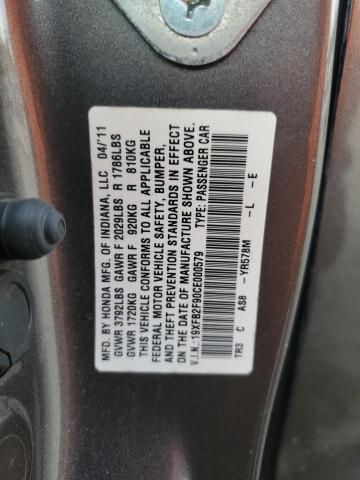 MFD. BY HONDA MFG. OF INDIANA, LLC 04/'11
GVWR 3792LBS GAWR F 2029LBS R 1786LBS
GVWR 1720KG GAWR F 920KG R 810KG
THIS VEHICLE CONFORMS TO ALL APPLICABLE
FEDERAL MOTOR VEHICLE SAFETY, BUMPER,
AND THEFT PREVENTION STANDARDS IN EFFECT
ON THE DATE OF MANUFACTURE SHOWN ABOVE.
V.I.N.:19XFB2F90CE000579 TYPE: PASSENGER CAR
TR3 C AS8 -YR578M -L -E